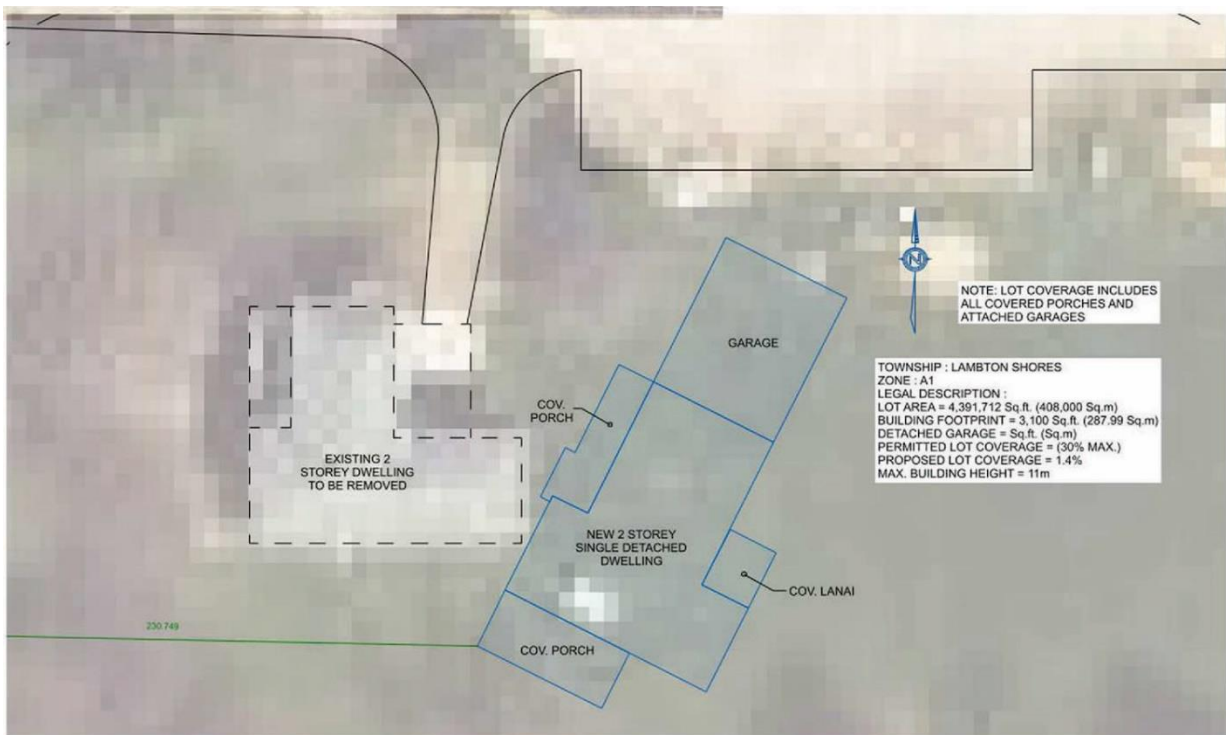 N
NOTE: LOT COVERAGE INCLUDES
ALL COVERED PORCHES AND
ATTACHED GARAGES
GARAGE
TOWNSHIP : LAMBTON SHORES
ZONE : A1
LEGAL DESCRIPTION :
LOT AREA = 4,391,712 Sq.ft. (408,000 Sq.m)
BUILDING FOOTPRINT = 3,100 Sq.ft. (287.99 Sq.m)
DETACHED GARAGE = Sq.ft. (Sq.m)
PERMITTED LOT COVERAGE = (30% MAX.)
PROPOSED LOT COVERAGE = 1.4%
MAX. BUILDING HEIGHT = 11m
COV.
PORCH
EXISTING 2
STOREY DWELLING
TO BE REMOVED
NEW 2 STOREY
SINGLE DETACHED
DWELLING
COV. LANAI
230.749
COV. PORCH